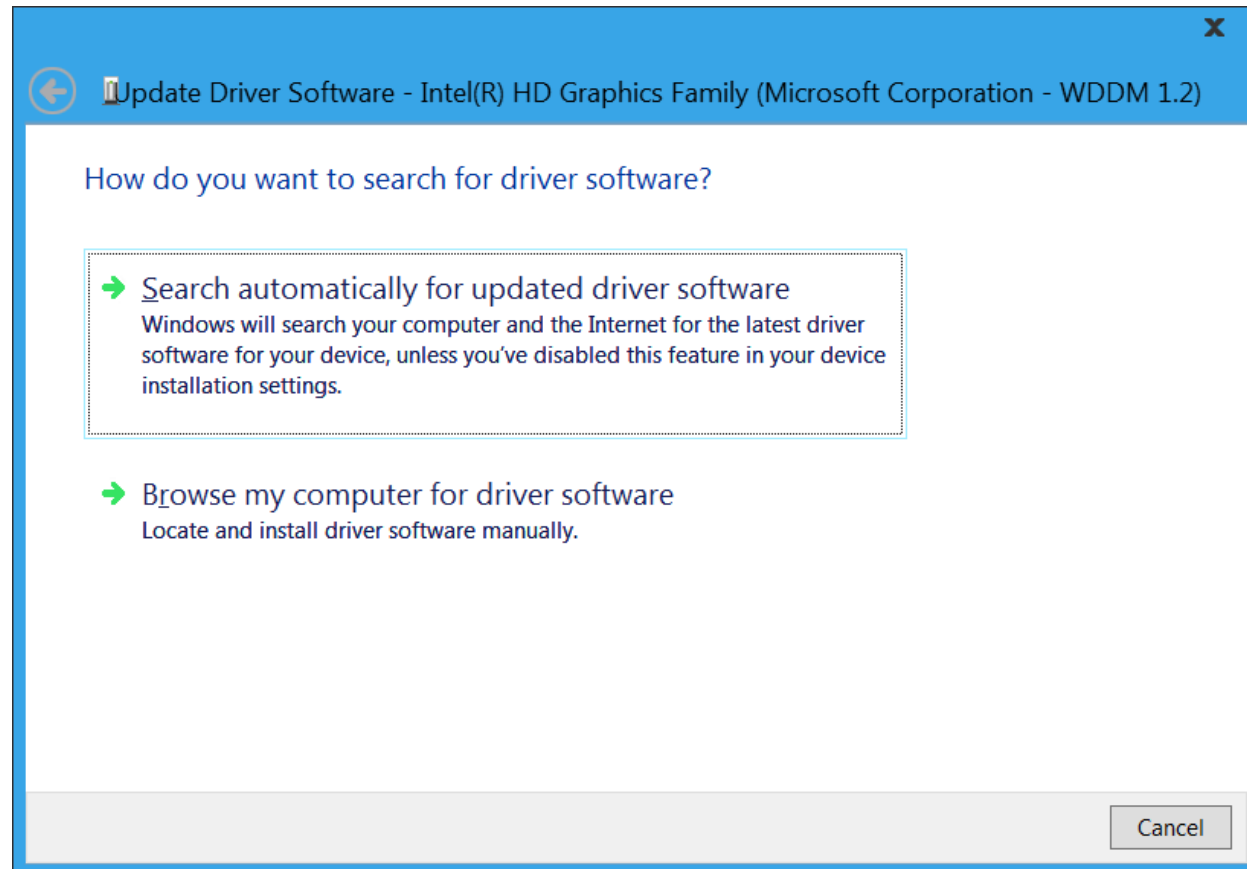 Update Driver Software - Intel(R) HD Graphics Family (Microsoft Corporation - WDDM 1.2)
How do you want to search for driver software?
Search automatically for updated driver software
Windows will search your computer and the Internet for the latest driver
software for your device, unless you've disabled this feature in your device
installation settings.
Browse my computer for driver software
Locate and install driver software manually.
Cancel